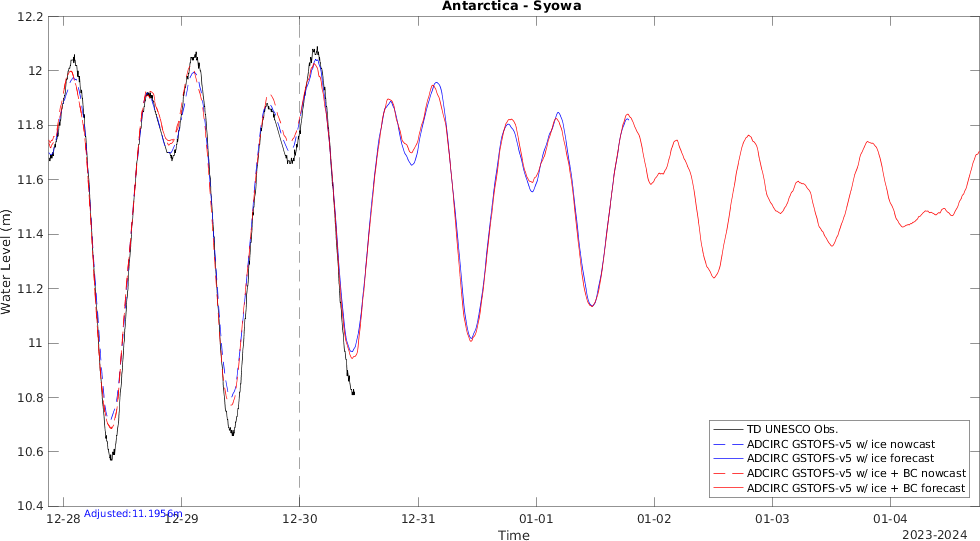 Antarctica - Syowa
12.2
12
11.8
11.6
11.4
11.2
11
10.8
10.6
10.4
Water Level (m)
TD UNESCO Obs.
ADCIRC GSTOFS-v5 w/ ice nowcast
ADCIRC GSTOFS-v5 w/ ice forecast
ADCIRC GSTOFS-v5 w/ ice + BC nowcast
ADCIRC GSTOFS-v5 w/ ice + BC forecast
Adjusted:11.1956m
12-28 12-29 12-30 12-31 01-01 01-02 01-03 01-04
Time
2023-2024